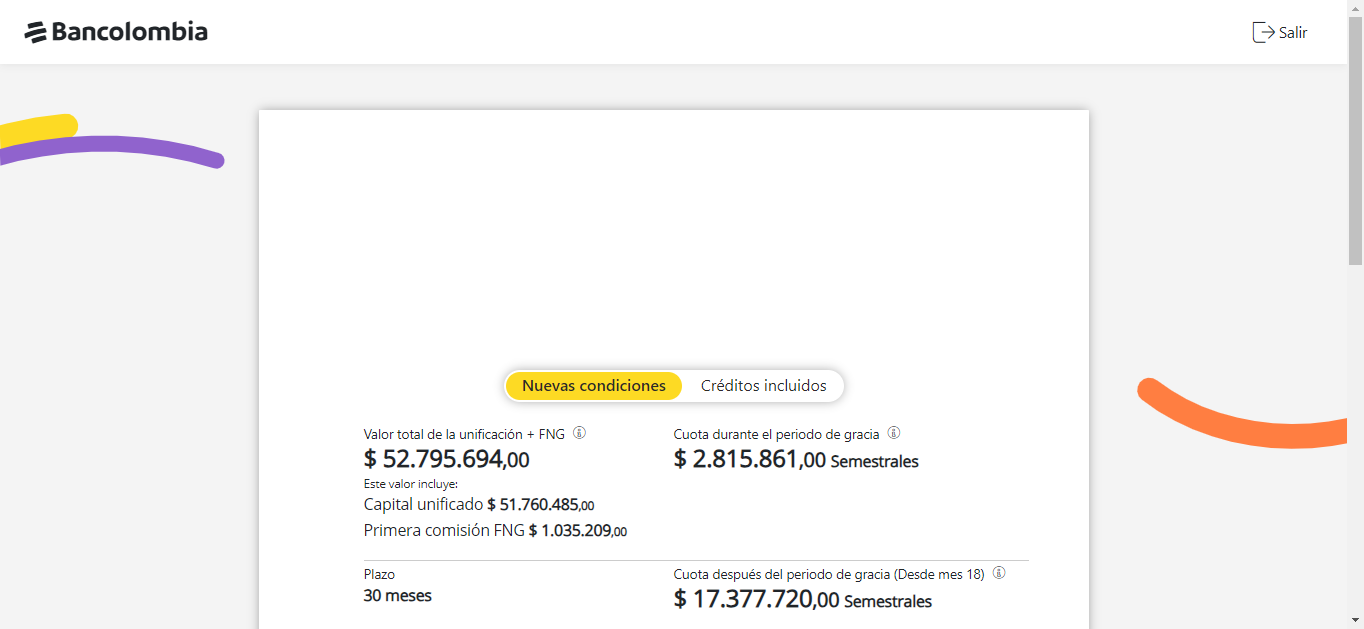 Bancolombia
Salir
Nuevas condiciones
Créditos incluidos
Valor total de la unificación + FNG
$ 52.795.694,00
Este valor incluye:
Capital unificado $ 51.760.485,00
Primera comisión FNG $ 1.035.209,00
Cuota durante el periodo de gracia
$ 2.815.861,00 Semestrales
Plazo
30 meses
Cuota después del periodo de gracia (Desde mes 18)
$ 17.377.720,00 Semestrales